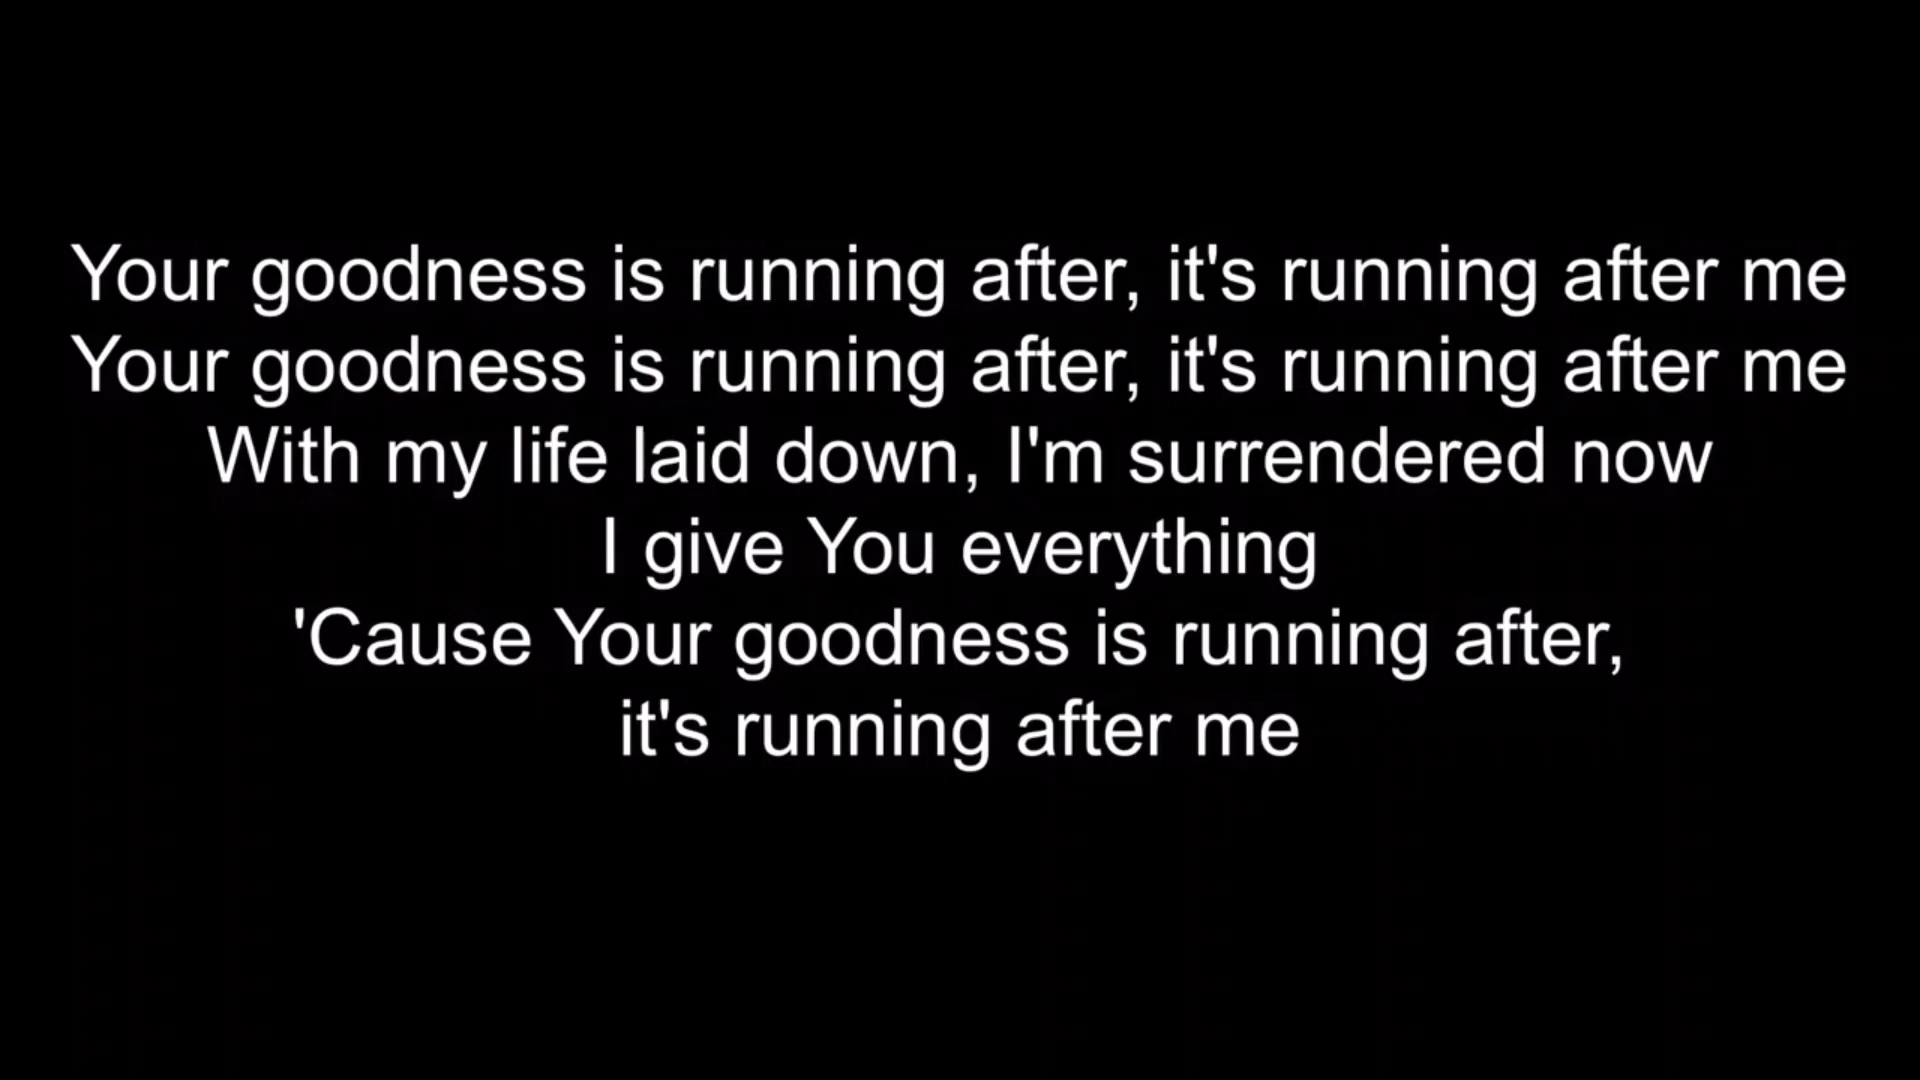 Your goodness is running after, it's running after me
Your goodness is running after, it's running after me
With my life laid down, I'm surrendered now
I give You everything
'Cause Your goodness is running after,
it's running after me